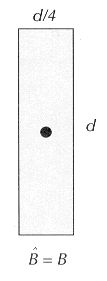 d/4
d
B̂ = B